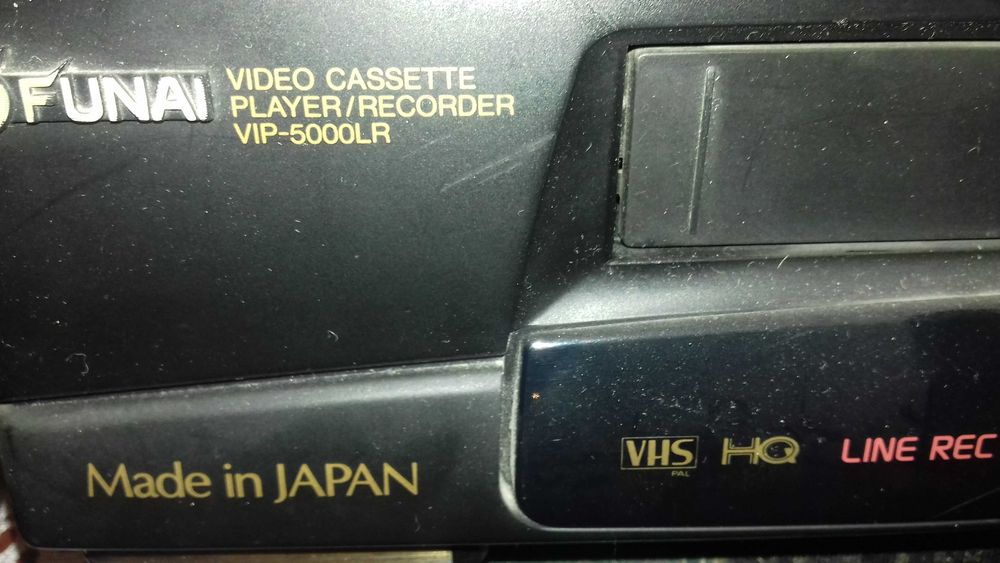 FUNAI
VIDEO CASSETTE
PLAYER/RECORDER
VIP-5000LR
Made in JAPAN
VHS
PAL
HQ
LINE REC